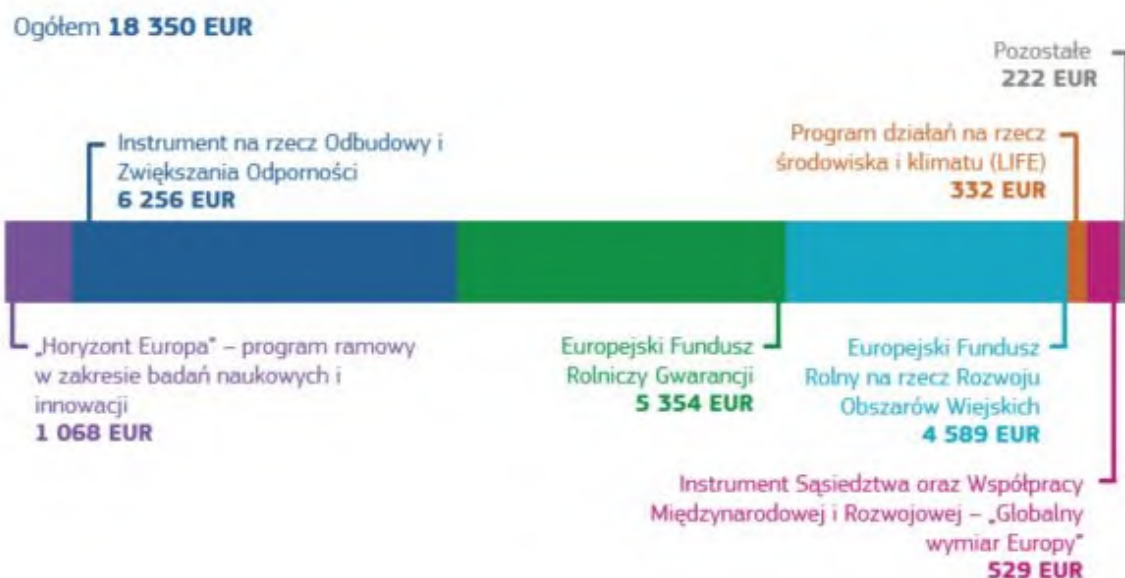 Ogółem 18 350 EUR
Pozostałe
222 EUR
Instrument na rzecz Odbudowy i
Zwiększania Odporności
6 256 EUR
Program działań na rzecz
środowiska i klimatu (LIFE)
332 EUR
„Horyzont Europa” – program ramowy
w zakresie badań naukowych i
innowacji
1 068 EUR
Europejski Fundusz
Rolniczy Gwarancji
5 354 EUR
Europejski Fundusz
Rolny na rzecz Rozwoju
Obszarów Wiejskich
4 589 EUR
Instrument Sąsiedztwa oraz Współpracy
Międzynarodowej i Rozwojowej – „Globalny
wymiar Europy”
529 EUR